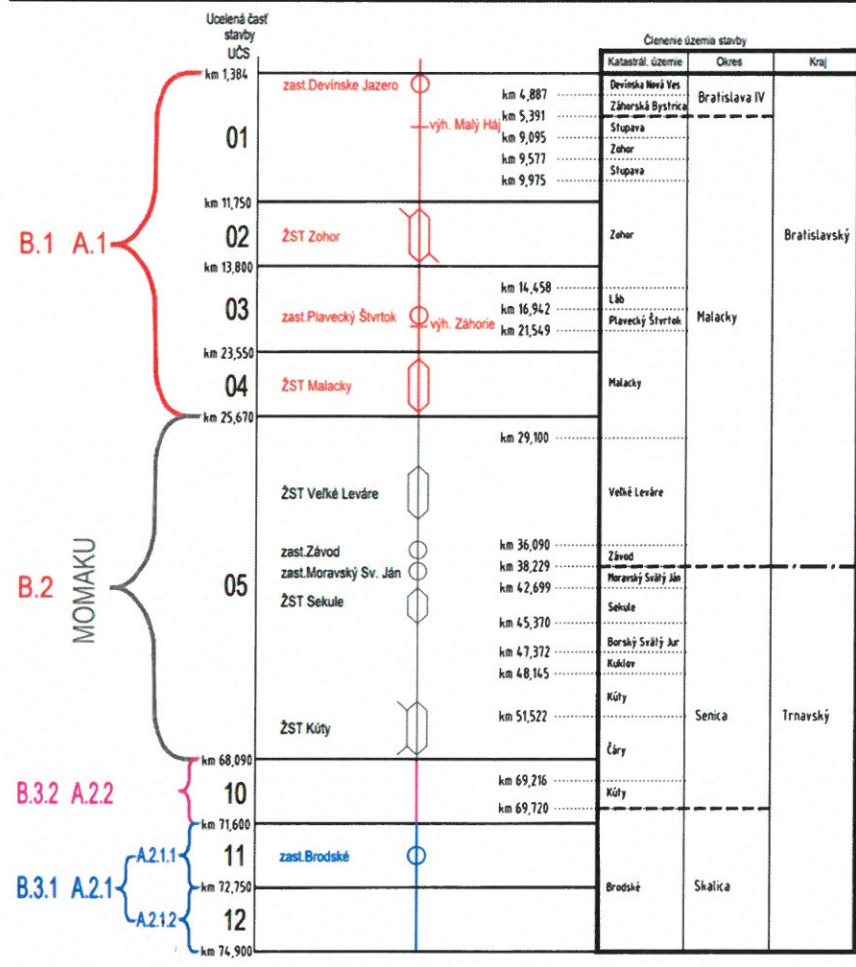 Ucelená časť
stavby
UČS
Členenie územia stavby
Katastrál. územie Okres Kraj
km 1,384
zast.Devínske Jazero
Devínska Nová Ves
km 4,887
Bratislava IV
Záhorská Bystrica
km 5,391
01
výh. Malý Háj
Stupava
km 9,095
Zohor
km 9,577
Stupava
km 9,975
km 11,750
B.1 A.1
02
ŽST Zohor
Zohor
Bratislavský
km 13,800
km 14,458
03
Láb
zast.Plavecký Štvrtok
km 16,942
Malacky
výh. Záhorie
Plavecký Štvrtok
km 21,549
km 23,550
04
ŽST Malacky
Malacky
km 25,670
km 29,100
ŽST Veľké Leváre
Veľké Leváre
km 36,090
zast.Závod
Závod
km 38,229
zast.Moravský Sv. Ján
Moravský Svätý Ján
B.2
MOMAKU
05
km 42,699
ŽST Sekule
Sekule
km 45,370
Borský Svätý Jur
km 47,372
Kuklov
km 48,145
Kúty
km 51,522
Senica
Trnavský
ŽST Kúty
Čáry
km 68,090
km 69,216
B.3.2 A.2.2
10
Kúty
km 69,720
km 71,600
A.2.1.1
11
zast.Brodské
B.3.1 A.2.1
km 72,750
Brodské
Skalica
A.2.1.2
12
km 74,900